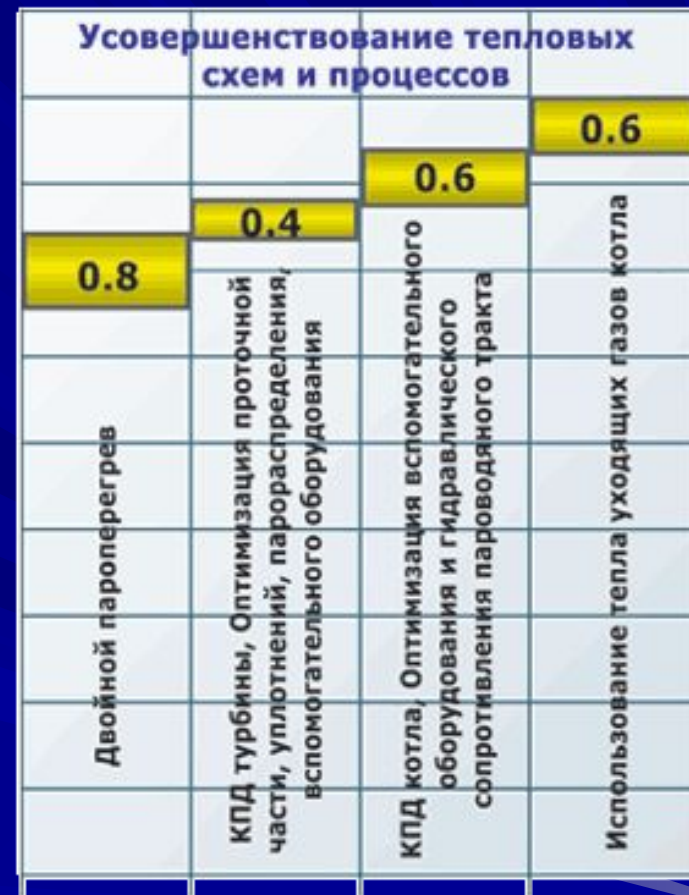 Усовершенствование тепловых
схем и процессов
0.8
0.4
0.6
0.6
Двойной пароперегрев
КПД турбины, Оптимизация проточной
части, уплотнений, парораспределения,
вспомогательного оборудования
КПД котла, Оптимизация вспомогательного
оборудования и гидравлического
сопротивления пароводяного тракта
Использование тепла уходящих газов котла